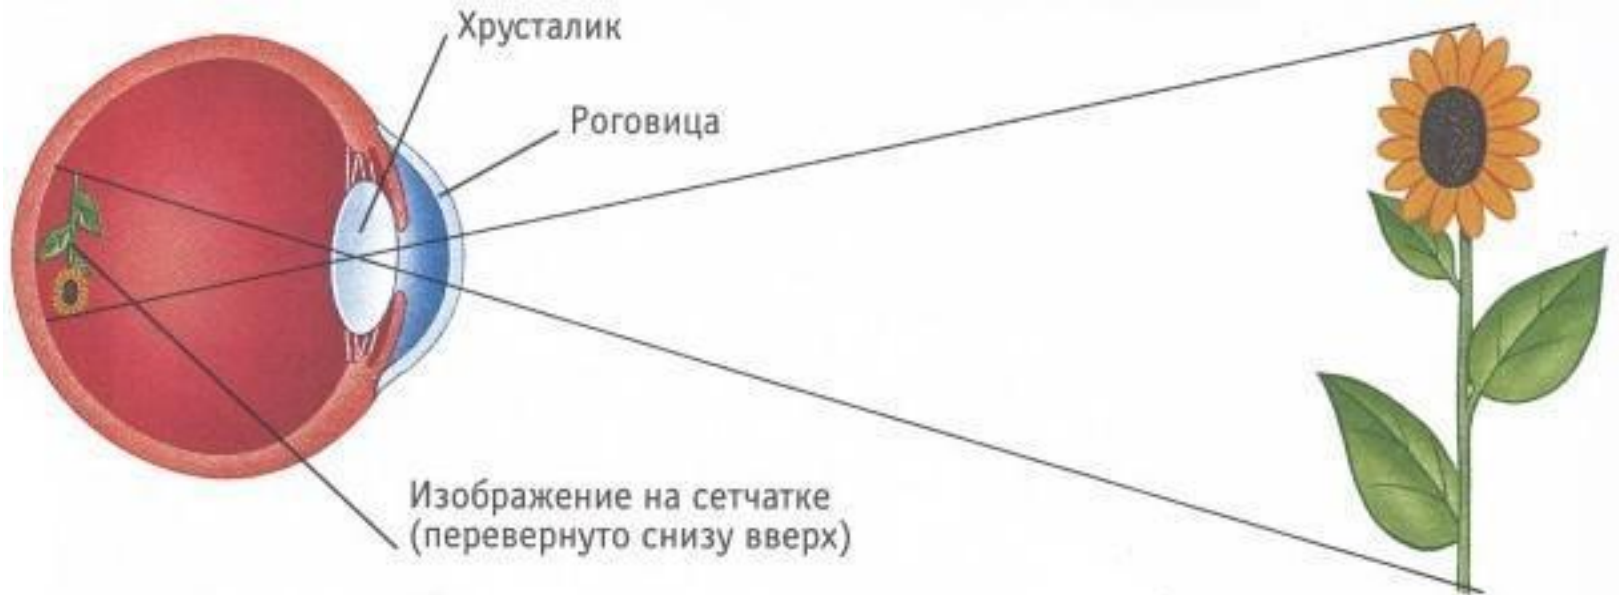 Хрусталик
Роговица
Изображение на сетчатке
(перевернуто снизу вверх)